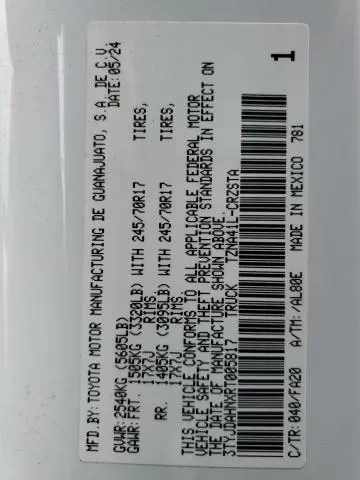 MFD.BY:TOYOTA MOTOR MANUFACTURING DE GUANAJUATO, S.A. DE C.V.
DATE:05/24
GVWR:2540KG(5605LB)
GAWR:FRT. 1505KG(3320LB)WITH 245/70R17 TIRES,
17X7J RIMS
RR. 1405KG(3095LB)WITH 245/70R17 TIRES,
17X7J RIMS
THIS VEHICLE CONFORMS TO ALL APPLICABLE FEDERAL MOTOR
VEHICLE SAFETY AND THEFT PREVENTION STANDARDS IN EFFECT ON
THE DATE OF MANUFACTURE SHOWN ABOVE.
3TYJDAHNXRT005817 TRUCK TZNA41L-CRZSTA
C/TR:040/FA20 A/TM:/AL80E MADE IN MEXICO 781
1